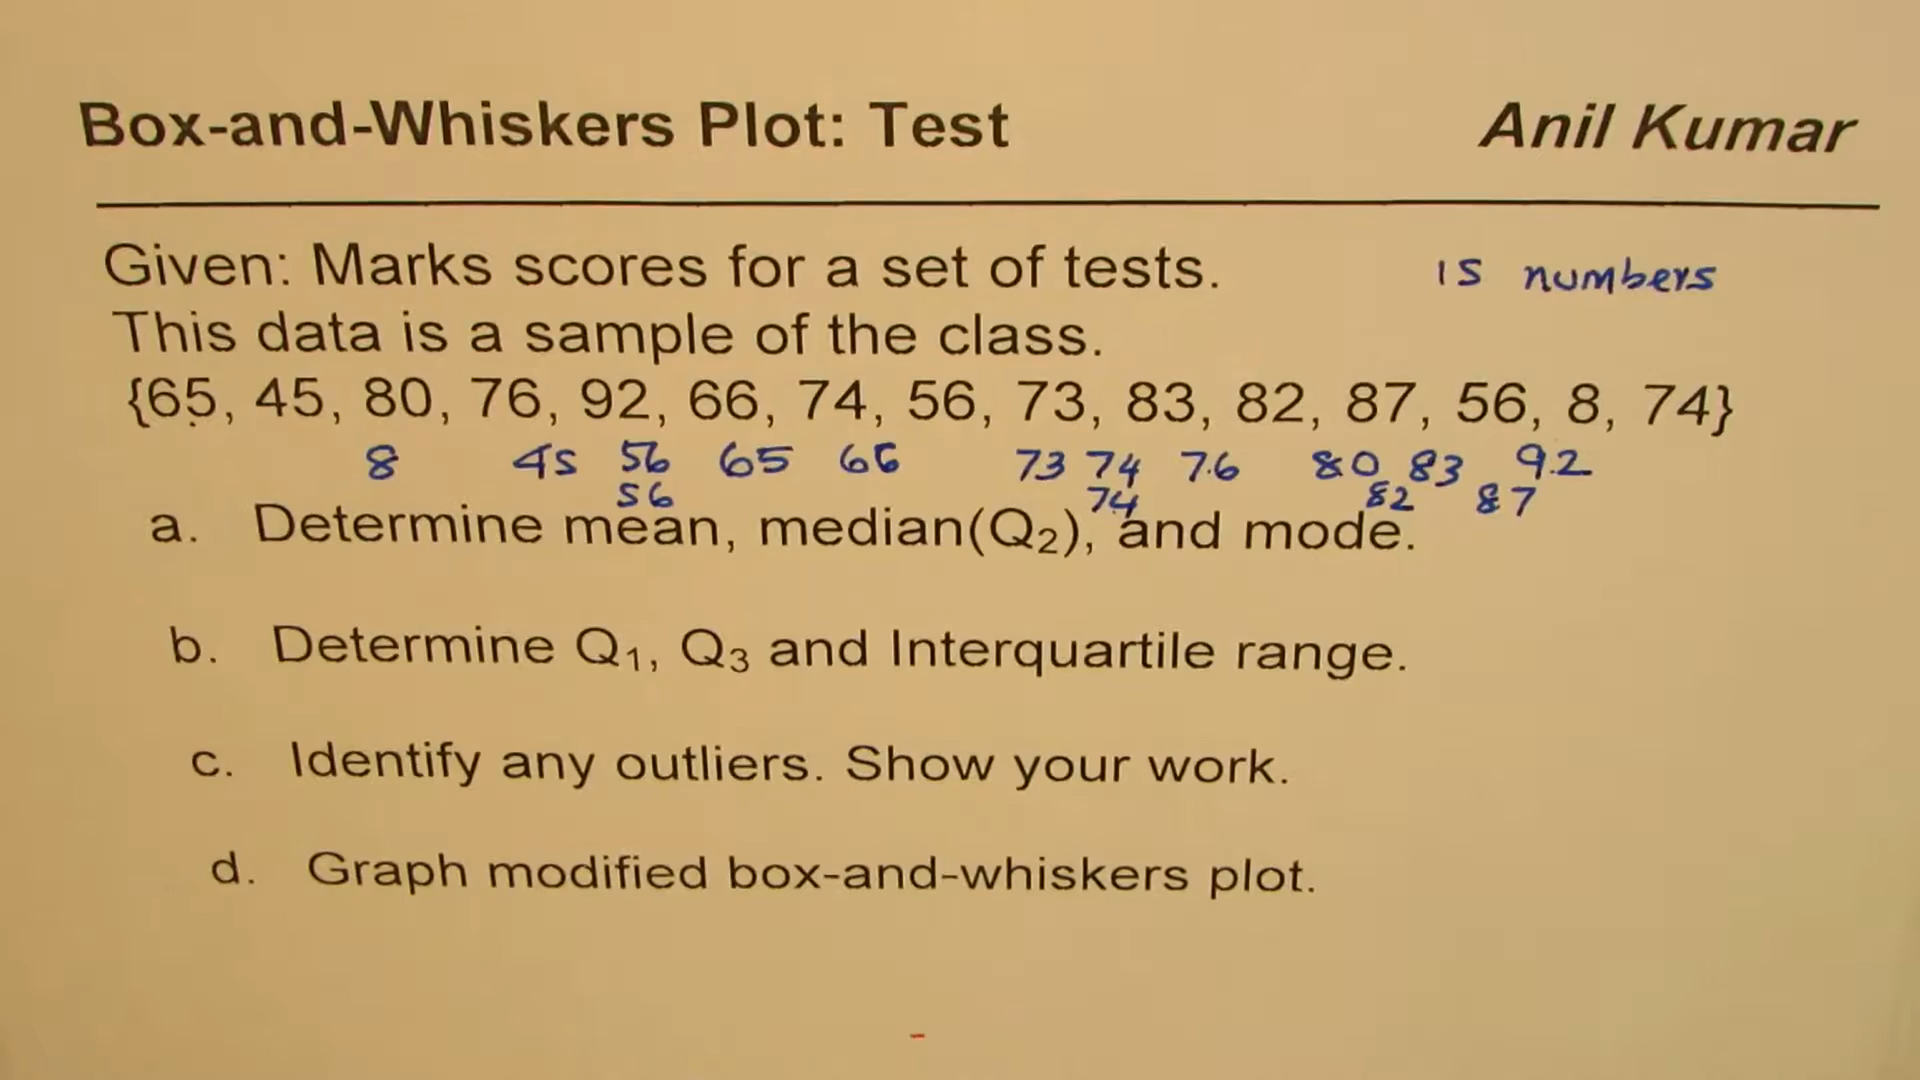 Box-and-Whiskers Plot: Test Anil Kumar
Given: Marks scores for a set of tests. 15 numbers
This data is a sample of the class.
{65, 45, 80, 76, 92, 66, 74, 56, 73, 83, 82, 87, 56, 8, 74}
8 45 56 65 66 73 74 76 80 83 92
56 74 82 87
a. Determine mean, median(Q₂), and mode.
b. Determine Q₁, Q₃ and Interquartile range.
c. Identify any outliers. Show your work.
d. Graph modified box-and-whiskers plot.